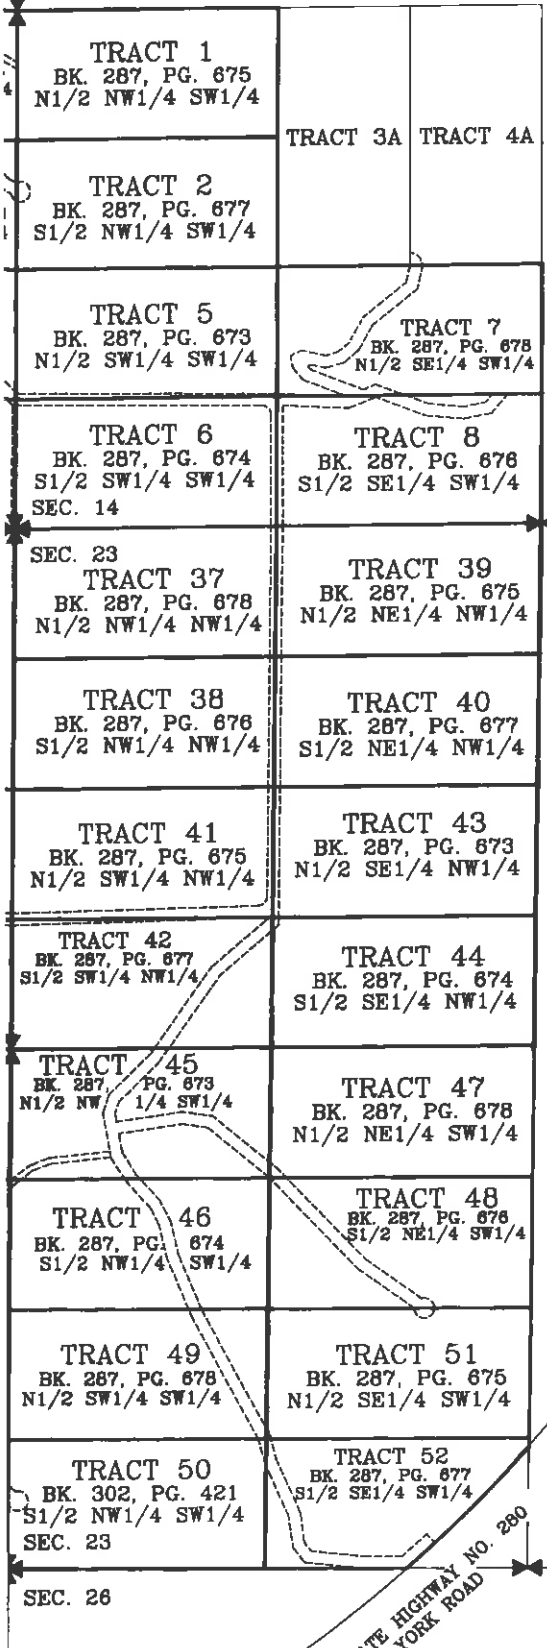 TRACT 1
BK. 287, PG. 675
N1/2 NW1/4 SW1/4
TRACT 3A
TRACT 4A
TRACT 2
BK. 287, PG. 677
S1/2 NW1/4 SW1/4
TRACT 5
BK. 287, PG. 673
N1/2 SW1/4 SW1/4
TRACT 7
BK. 287, PG. 678
N1/2 SE1/4 SW1/4
TRACT 6
BK. 287, PG. 674
S1/2 SW1/4 SW1/4
SEC. 14
TRACT 8
BK. 287, PG. 676
S1/2 SE1/4 SW1/4
SEC. 23
TRACT 37
BK. 287, PG. 678
N1/2 NW1/4 NW1/4
TRACT 39
BK. 287, PG. 675
N1/2 NE1/4 NW1/4
TRACT 38
BK. 287, PG. 676
S1/2 NW1/4 NW1/4
TRACT 40
BK. 287, PG. 677
S1/2 NE1/4 NW1/4
TRACT 41
BK. 287, PG. 675
N1/2 SW1/4 NW1/4
TRACT 43
BK. 287, PG. 673
N1/2 SE1/4 NW1/4
TRACT 42
BK. 287, PG. 677
S1/2 SW1/4 NW1/4
TRACT 44
BK. 287, PG. 674
S1/2 SE1/4 NW1/4
TRACT 45
BK. 287, PG. 673
N1/2 NW 1/4 SW1/4
TRACT 47
BK. 287, PG. 678
N1/2 NE1/4 SW1/4
TRACT 46
BK. 287, PG. 674
S1/2 NW1/4 SW1/4
TRACT 48
BK. 287, PG. 676
S1/2 NE1/4 SW1/4
TRACT 49
BK. 287, PG. 678
N1/2 SW1/4 SW1/4
TRACT 51
BK. 287, PG. 675
N1/2 SE1/4 SW1/4
TRACT 50
BK. 302, PG. 421
S1/2 NW1/4 SW1/4
SEC. 23
TRACT 52
BK. 287, PG. 677
S1/2 SE1/4 SW1/4
SEC. 26
TE HIGHWAY NO. 280
YORK ROAD